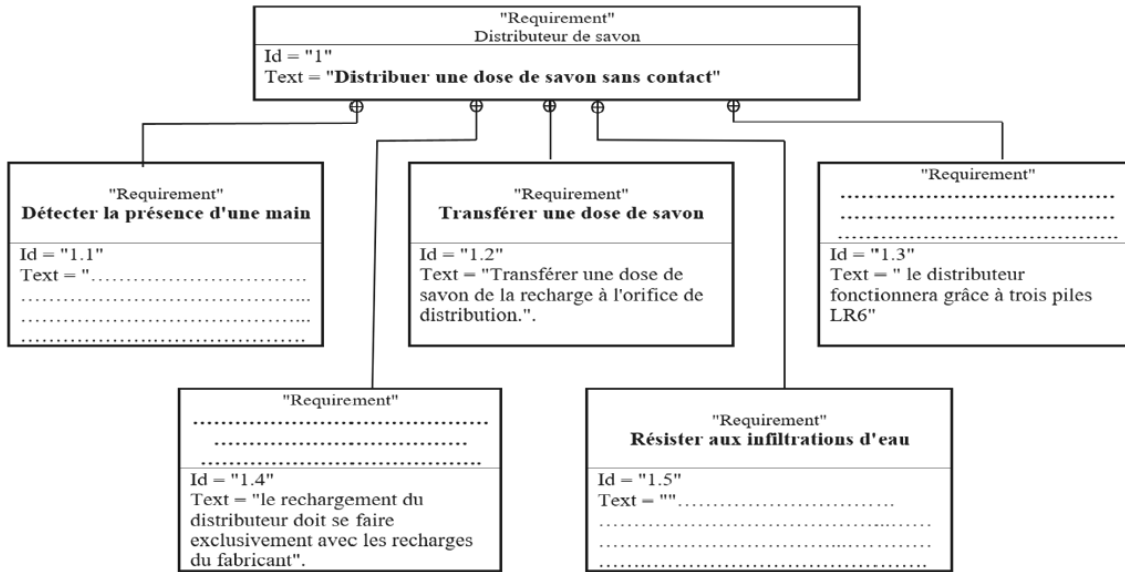 "Requirement"
Distributeur de savon
Id = "1"
Text = "Distribuer une dose de savon sans contact"
"Requirement"
Détecter la présence d'une main
Id = "1.1"
Text = "……………………………….
…………………………………………...
…………………………………………...
…………………..…………………….
"Requirement"
Transférer une dose de savon
Id = "1.2"
Text = "Transférer une dose de
savon de la recharge à l'orifice de
distribution.".
"Requirement"
……………………………………
……………………………………
……………………………………
Id = "1.3"
Text = " le distributeur
fonctionnera grâce à trois piles
LR6"
"Requirement"
……………………………………
………………………………
……………………………………
Id = "1.4"
Text = "le rechargement du
distributeur doit se faire
exclusivement avec les recharges
du fabricant".
"Requirement"
Résister aux infiltrations d'eau
Id = "1.5"
Text = ""……………………………
……………………………………...……
………………………………...…………
…….……………………………….…….